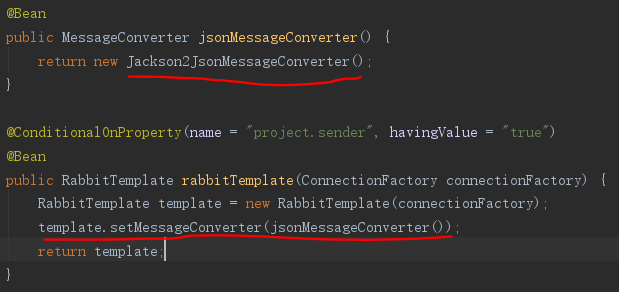 @Bean
public MessageConverter jsonMessageConverter() {
return new Jackson2JsonMessageConverter();
}
@ConditionalOnProperty(name = "project.sender", havingValue = "true")
@Bean
public RabbitTemplate rabbitTemplate(ConnectionFactory connectionFactory) {
RabbitTemplate template = new RabbitTemplate(connectionFactory);
template.setMessageConverter(jsonMessageConverter());
return template;
}